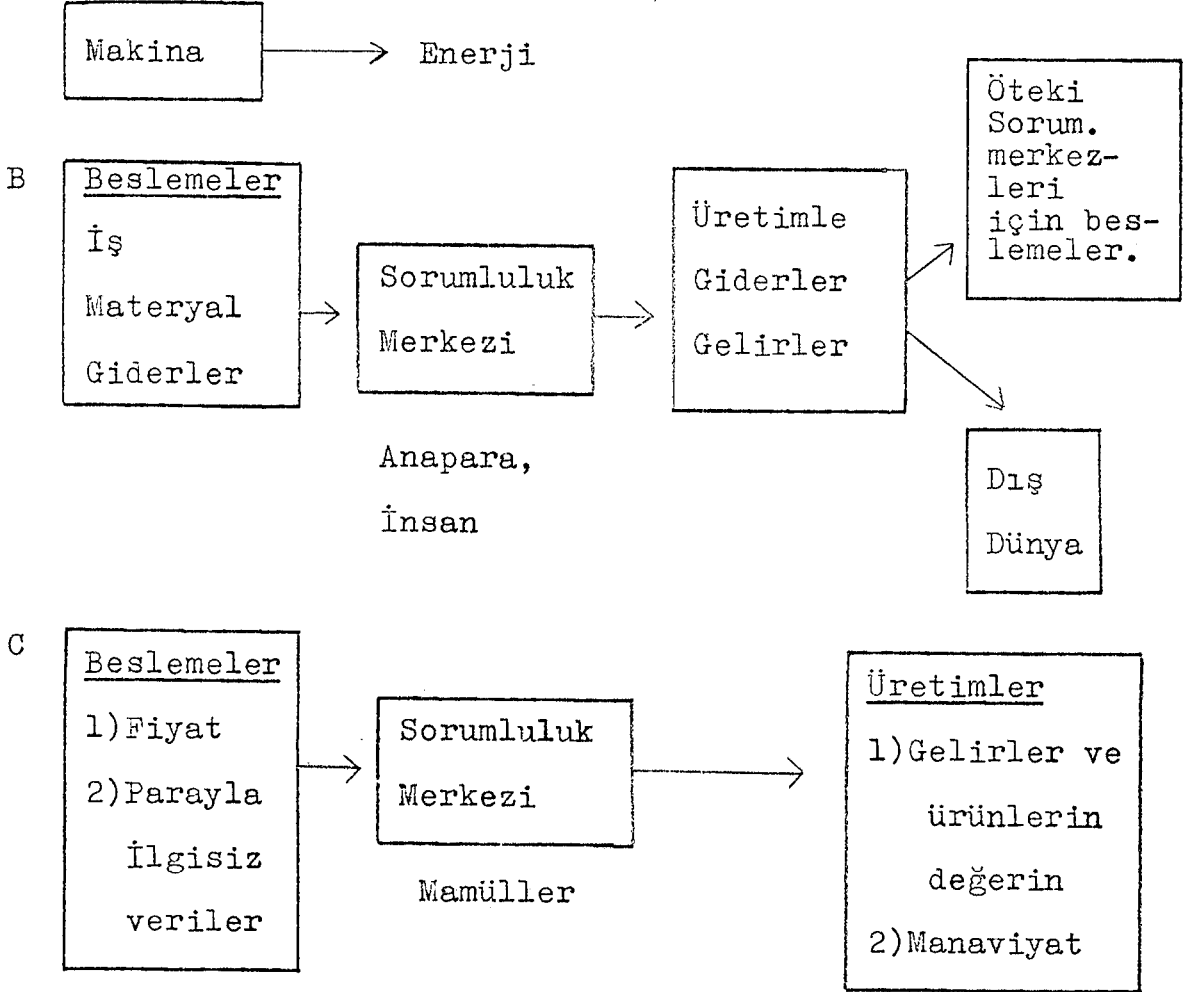 Makina
Enerji
B
Beslemeler
İş
Materyal
Giderler
Sorumluluk
Merkezi
Anapara,
İnsan
Üretimle
Giderler
Gelirler
Öteki
Sorum.
merkez-
leri
için bes-
lemeler.
Dış
Dünya
C
Beslemeler
1)Fiyat
2)Parayla
İlgisiz
veriler
Sorumluluk
Merkezi
Mamüller
Üretimler
1)Gelirler ve
ürünlerin
değerin
2)Manaviyat